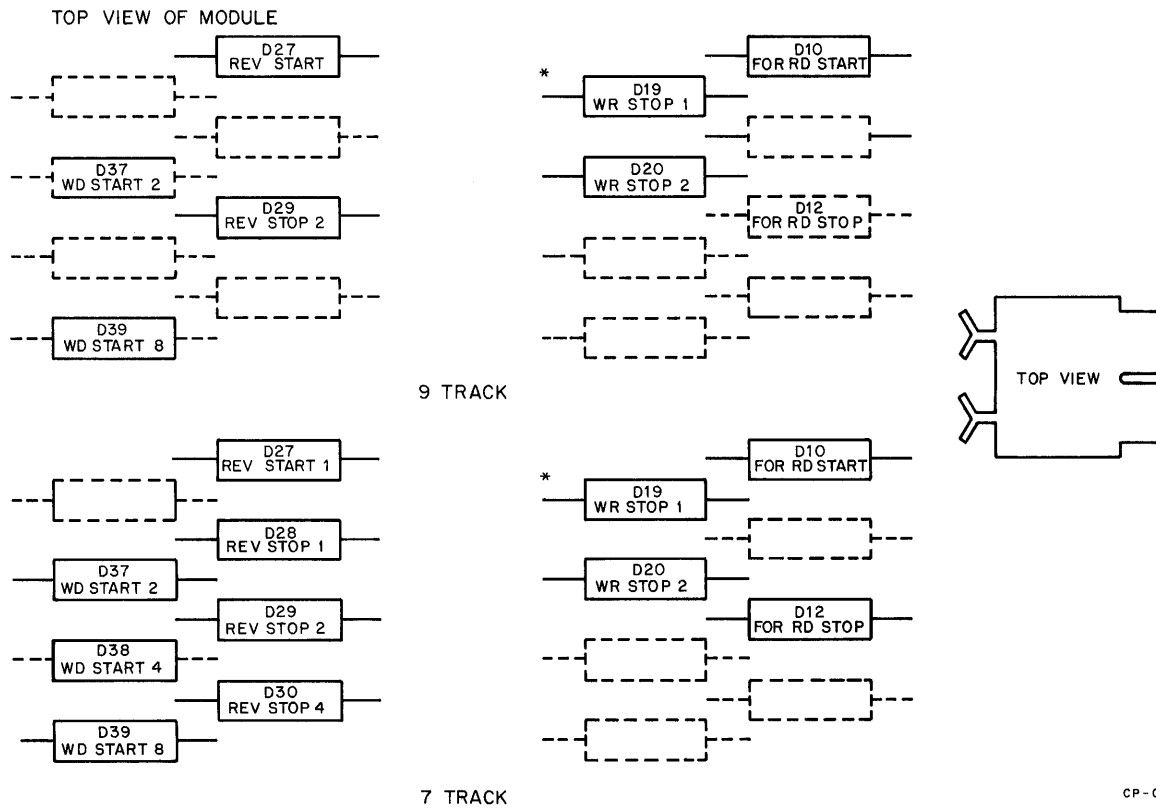 TOP VIEW OF MODULE
D27
REV START
D37
WD START 2
D29
REV STOP 2
D39
WD START 8
*
D10
FOR RD START
D19
WR STOP 1
D20
WR STOP 2
D12
FOR RD STOP
TOP VIEW
9 TRACK
D27
REV START 1
D28
REV STOP 1
D37
WD START 2
D29
REV STOP 2
D38
WD START 4
D30
REV STOP 4
D39
WD START 8
*
D10
FOR RD START
D19
WR STOP 1
D20
WR STOP 2
D12
FOR RD STOP
7 TRACK